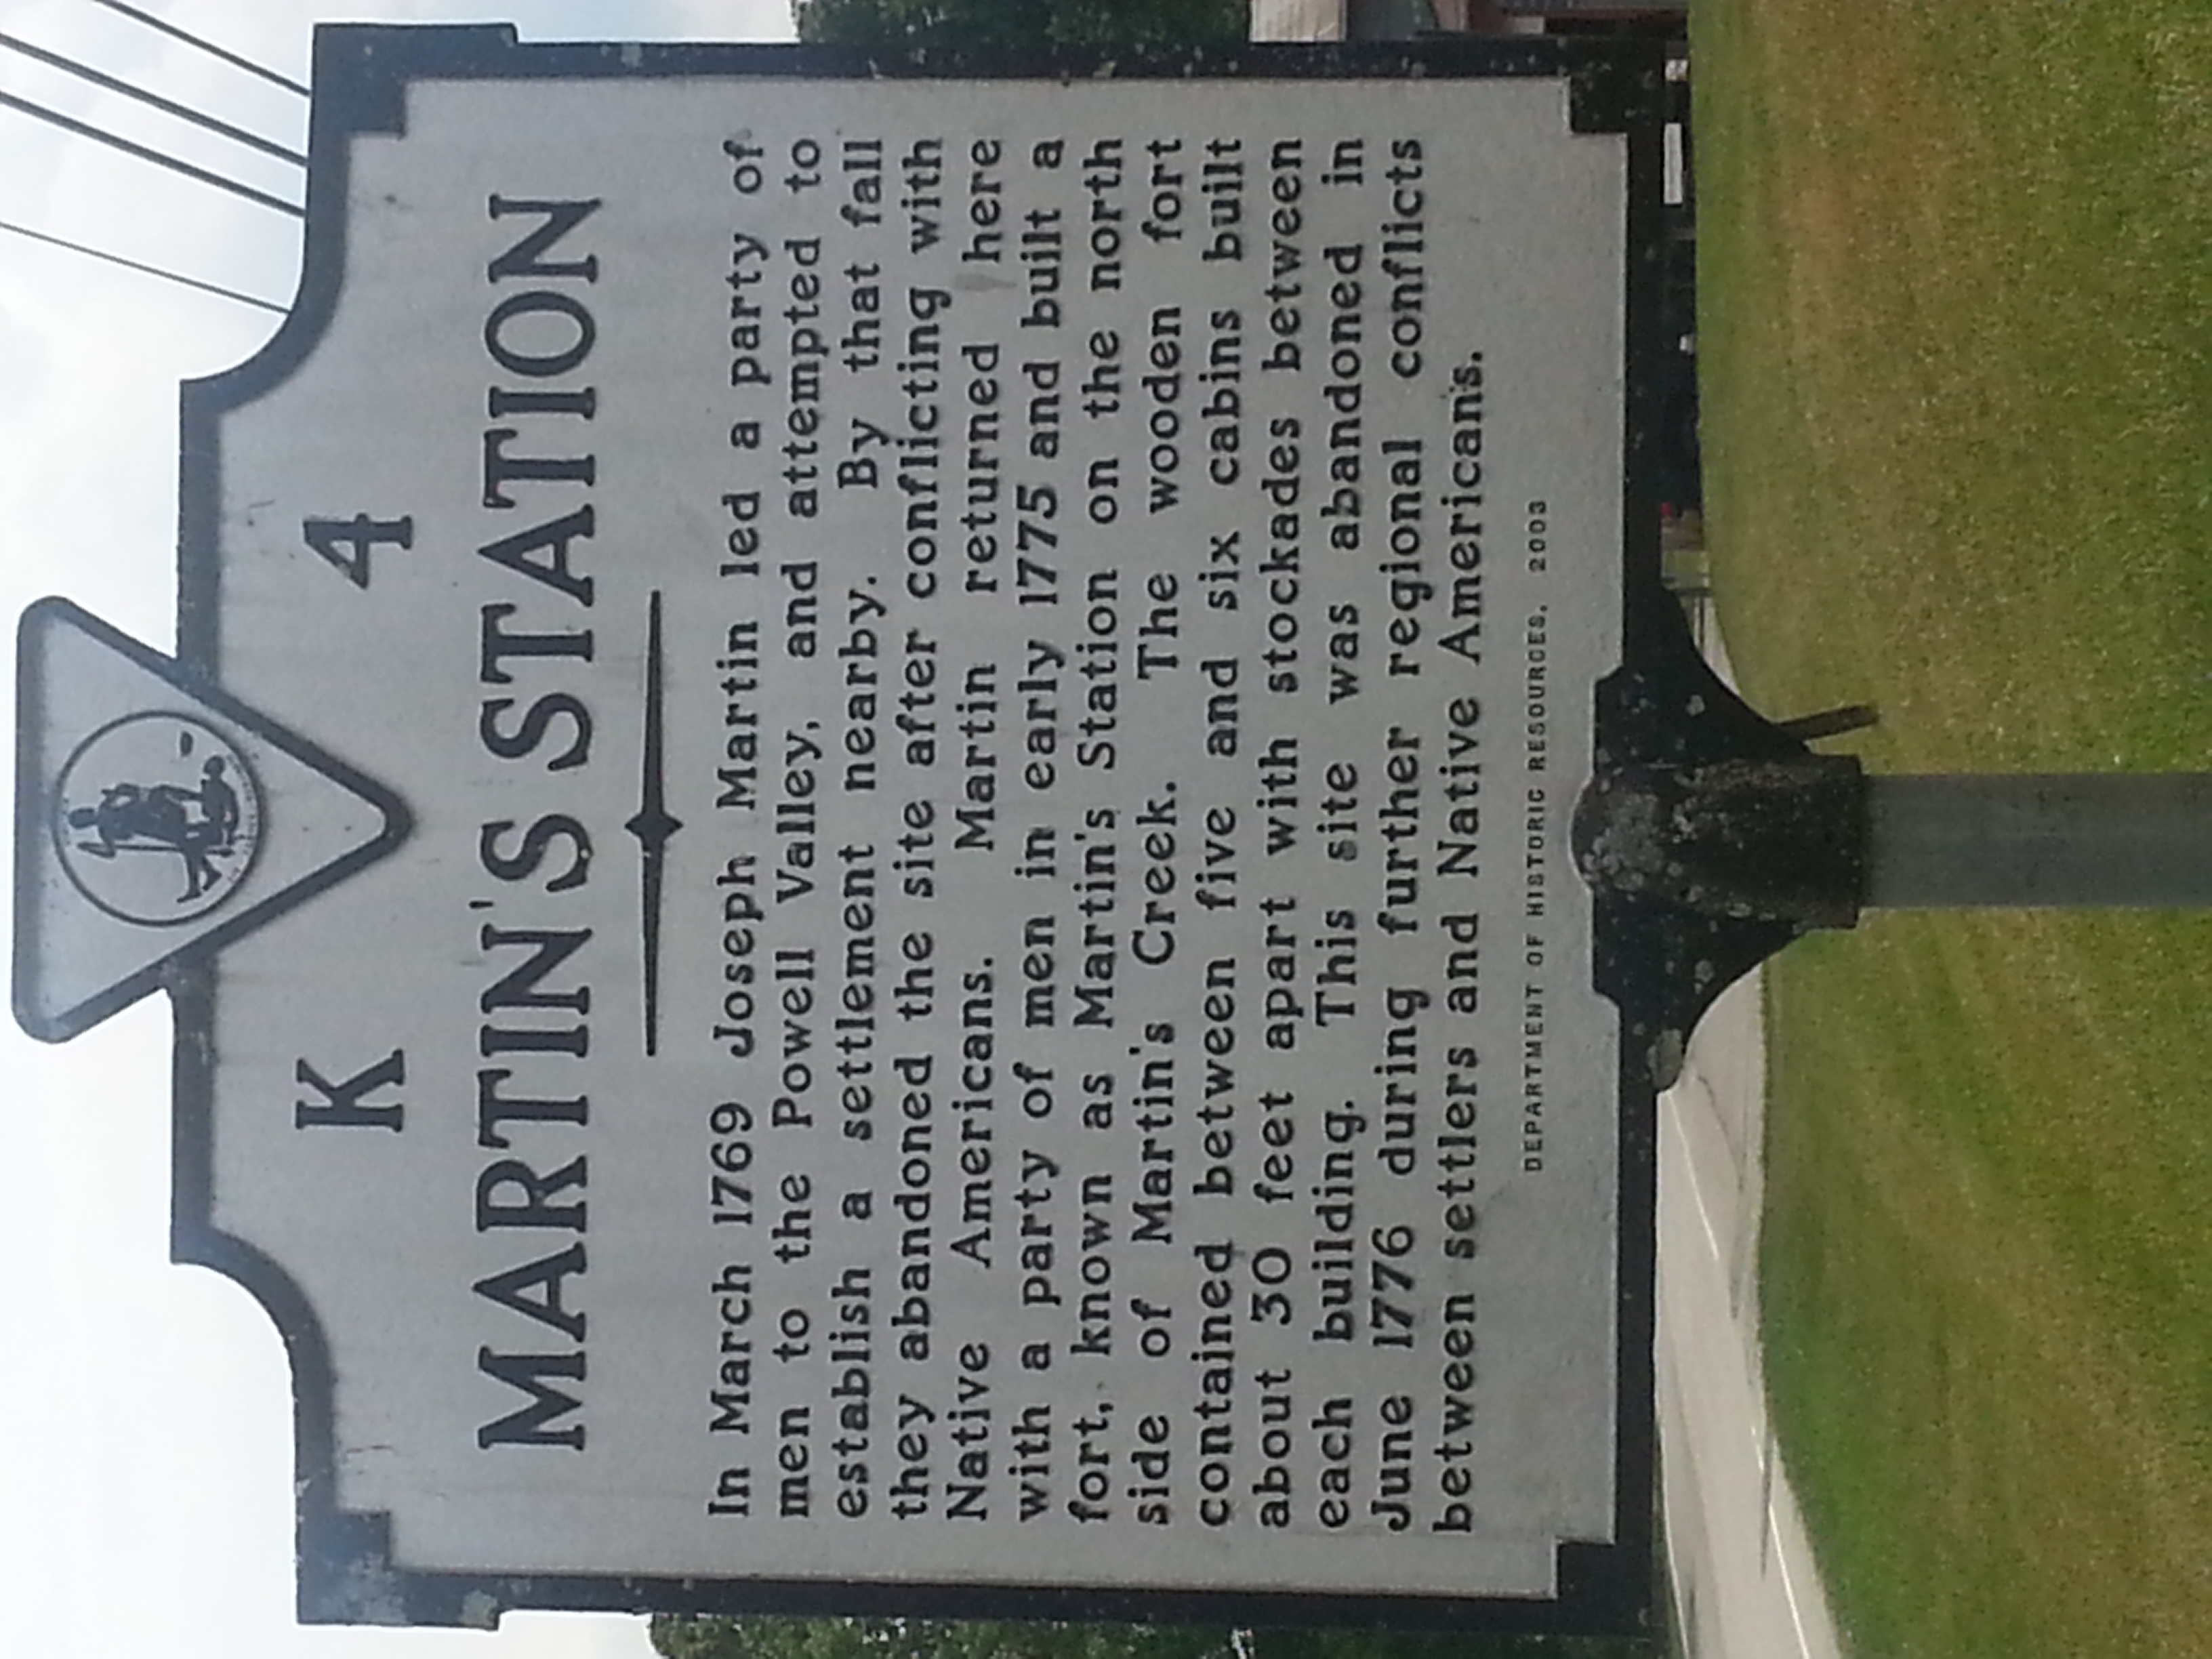 K 4
MARTIN'S STATION
In March 1769 Joseph Martin led a party of
men to the Powell Valley, and attempted to
establish a settlement nearby. By that fall
they abandoned the site after conflicting with
Native Americans. Martin returned here
with a party of men in early 1775 and built a
fort, known as Martin's Station on the north
side of Martin's Creek. The wooden fort
contained between five and six cabins built
about 30 feet apart with stockades between
each building. This site was abandoned in
June 1776 during further regional conflicts
between settlers and Native Americans.
DEPARTMENT OF HISTORIC RESOURCES, 2003